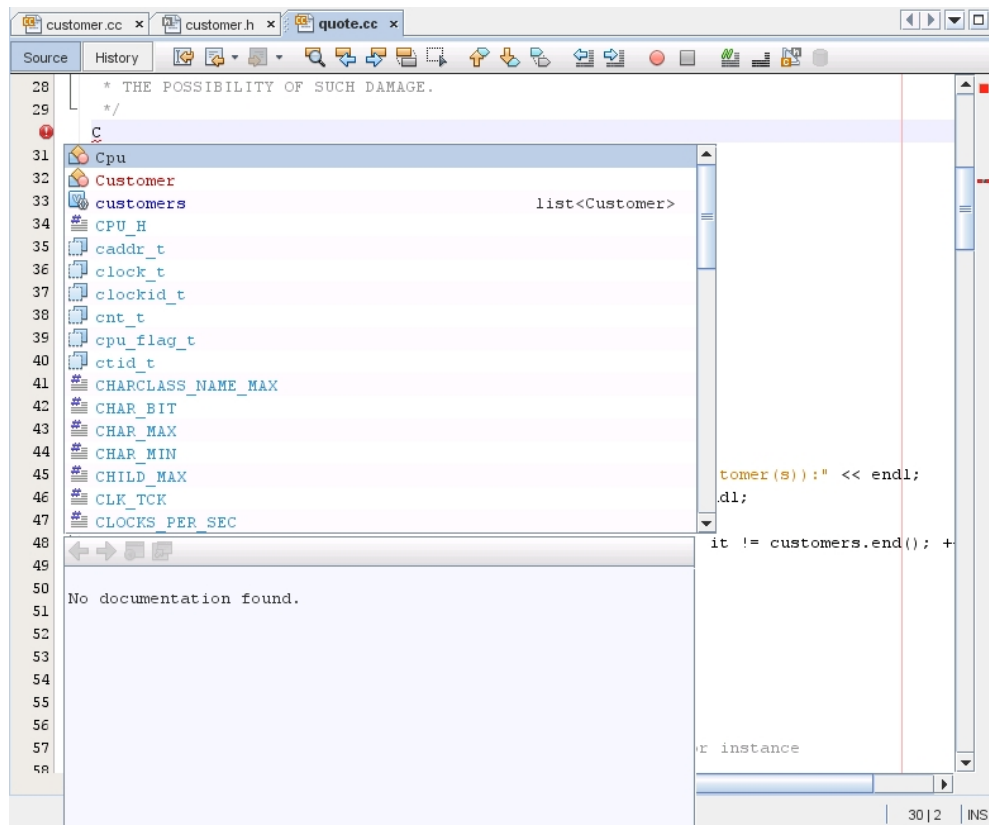 customer.cc × customer.h × quote.cc ×
Source History
28 * THE POSSIBILITY OF SUCH DAMAGE.
29 */
C
31 Cpu
32 Customer
33 customers list<Customer>
34 CPU_H
35 caddr_t
36 clock_t
37 clockid_t
38 cnt_t
39 cpu_flag_t
40 ctid_t
41 CHARCLASS_NAME_MAX
42 CHAR_BIT
43 CHAR_MAX
44 CHAR_MIN
45 CHILD_MAX tomer(s)):" << endl;
46 CLK_TCK dl;
47 CLOCKS_PER_SEC
48 it != customers.end(); +
49
50 No documentation found.
51
52
53
54
55
56
57 r instance
58
30|2 INS